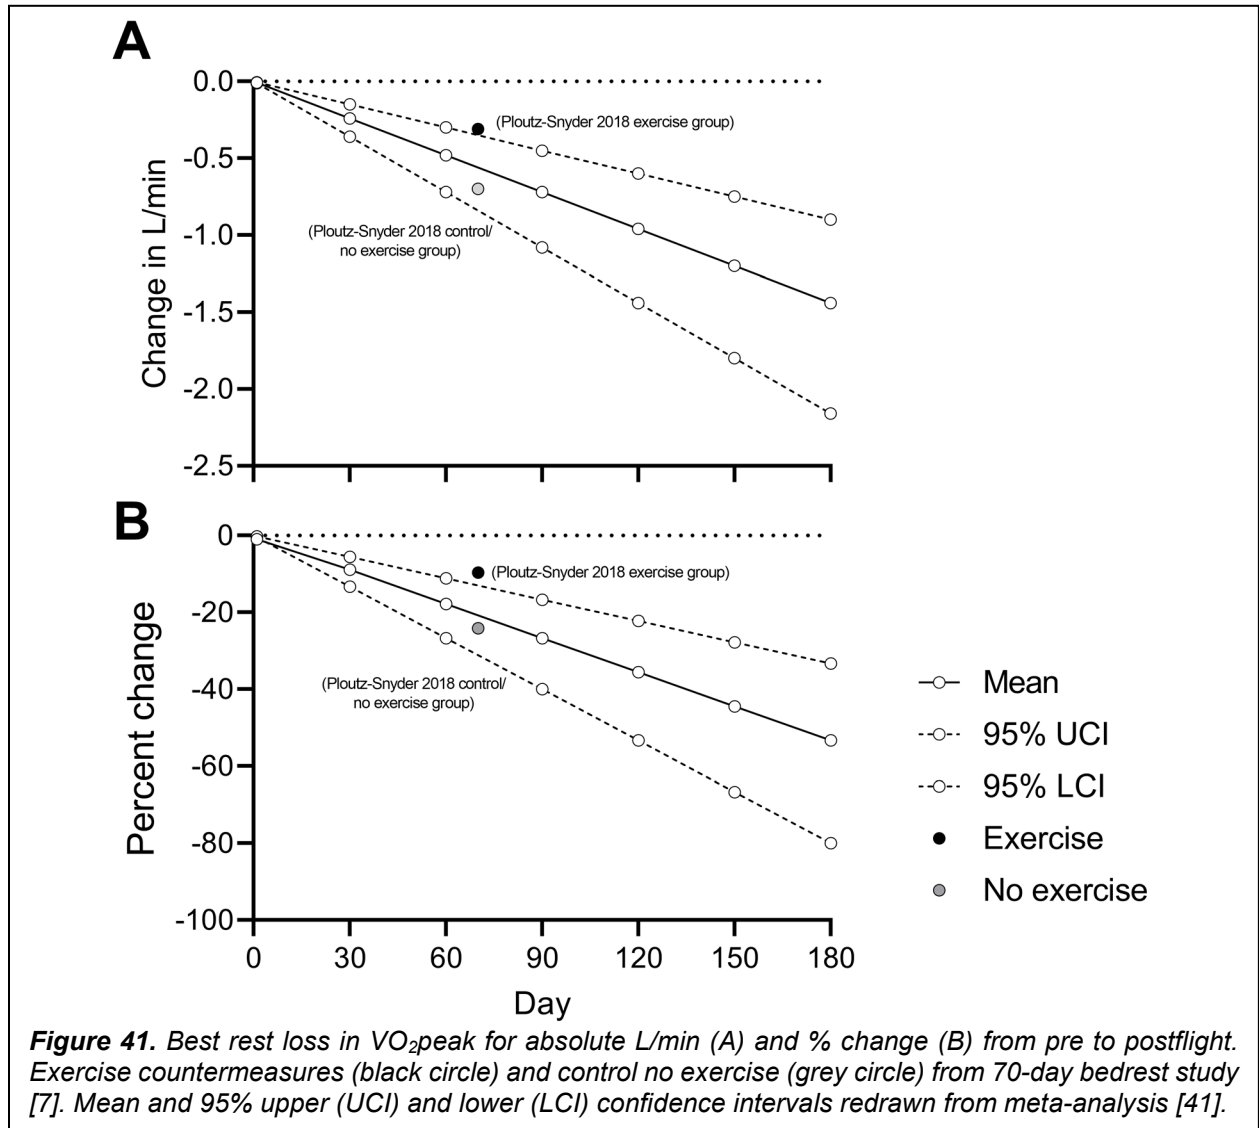 A
0.0
-0.5
-1.0
-1.5
-2.0
-2.5
Change in L/min
(Ploutz-Snyder 2018 exercise group)
(Ploutz-Snyder 2018 control/
no exercise group)
B
0
-20
-40
-60
-80
-100
Percent change
(Ploutz-Snyder 2018 exercise group)
(Ploutz-Snyder 2018 control/
no exercise group)
0 30 60 90 120 150 180
Day
Mean
95% UCI
95% LCI
Exercise
No exercise
Figure 41. Best rest loss in VO₂peak for absolute L/min (A) and % change (B) from pre to postflight.
Exercise countermeasures (black circle) and control no exercise (grey circle) from 70-day bedrest study
[7]. Mean and 95% upper (UCI) and lower (LCI) confidence intervals redrawn from meta-analysis [41].